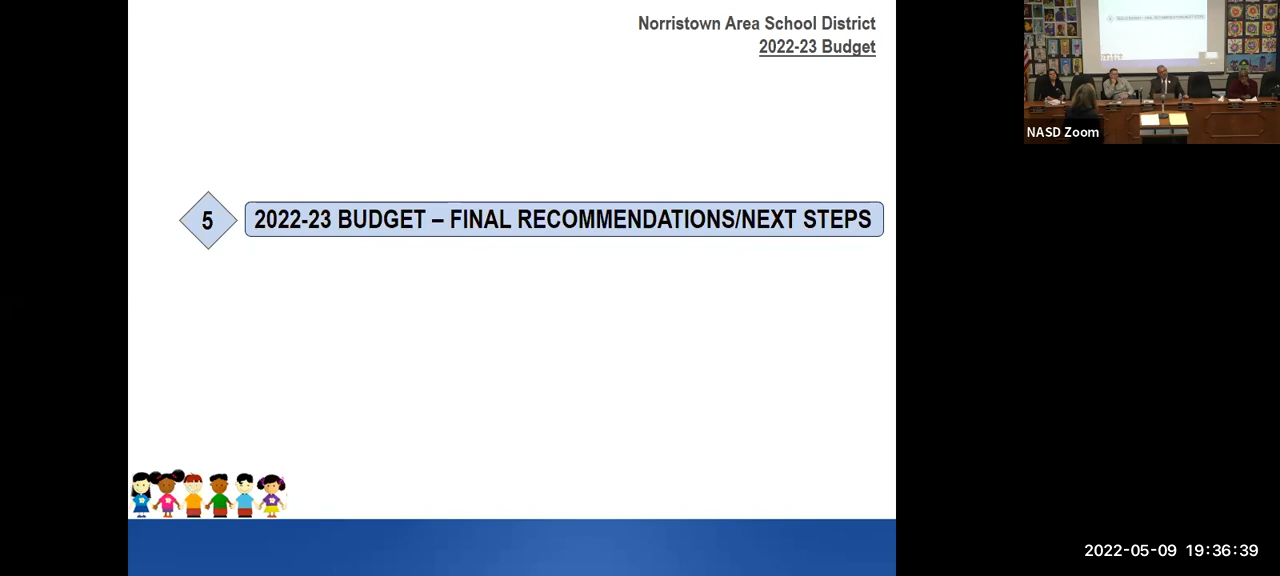 Norristown Area School District
2022-23 Budget
5
2022-23 BUDGET – FINAL RECOMMENDATIONS/NEXT STEPS
NASD Zoom
2022-05-09 19:36:39